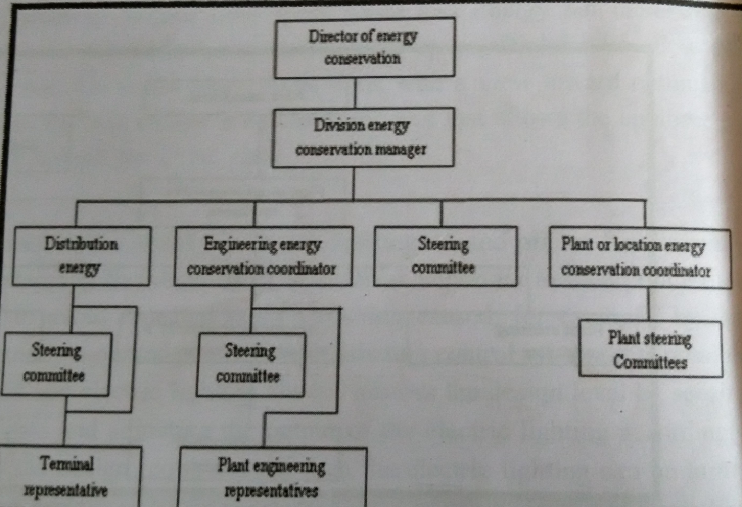 Director of energy
conservation
Division energy
conservation manager
Distribution
energy
Engineering energy
conservation coordinator
Steering
committee
Plant or location energy
conservation coordinator
Steering
committee
Steering
committee
Plant steering
Committees
Terminal
representative
Plant engineering
representatives